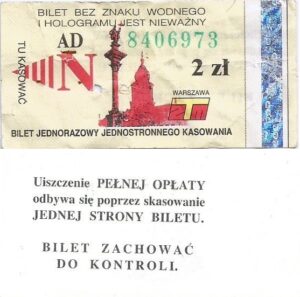 BILET BEZ ZNAKU WODNEGO
I HOLOGRAMU JEST NIEWAŻNY
TU KASOWAĆ
AD 8406973
N 2 zł
WARSZAWA
ZTM
BILET JEDNORAZOWY JEDNOSTRONNEGO KASOWANIA
Uiszczenie PEŁNEJ OPŁATY
odbywa się poprzez skasowanie
JEDNEJ STRONY BILETU.
BILET ZACHOWAĆ
DO KONTROLI.